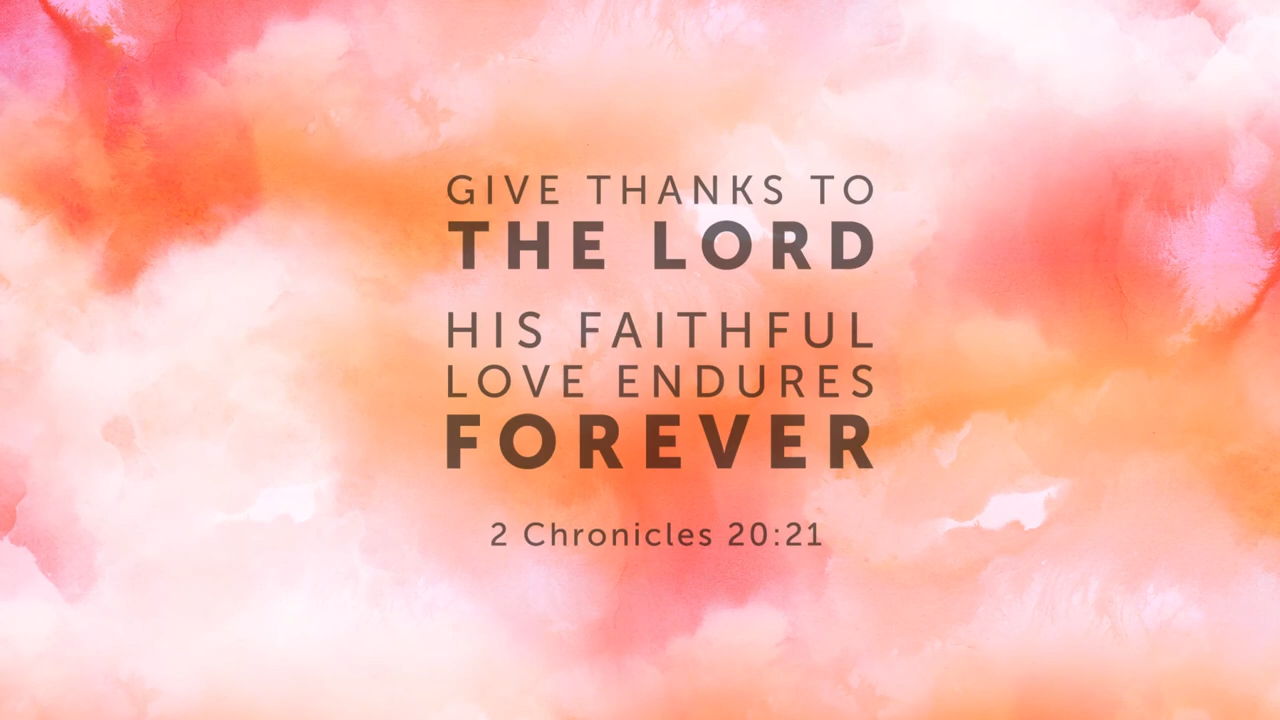 GIVE THANKS TO
THE LORD
HIS FAITHFUL
LOVE ENDURES
FOREVER
2 Chronicles 20:21